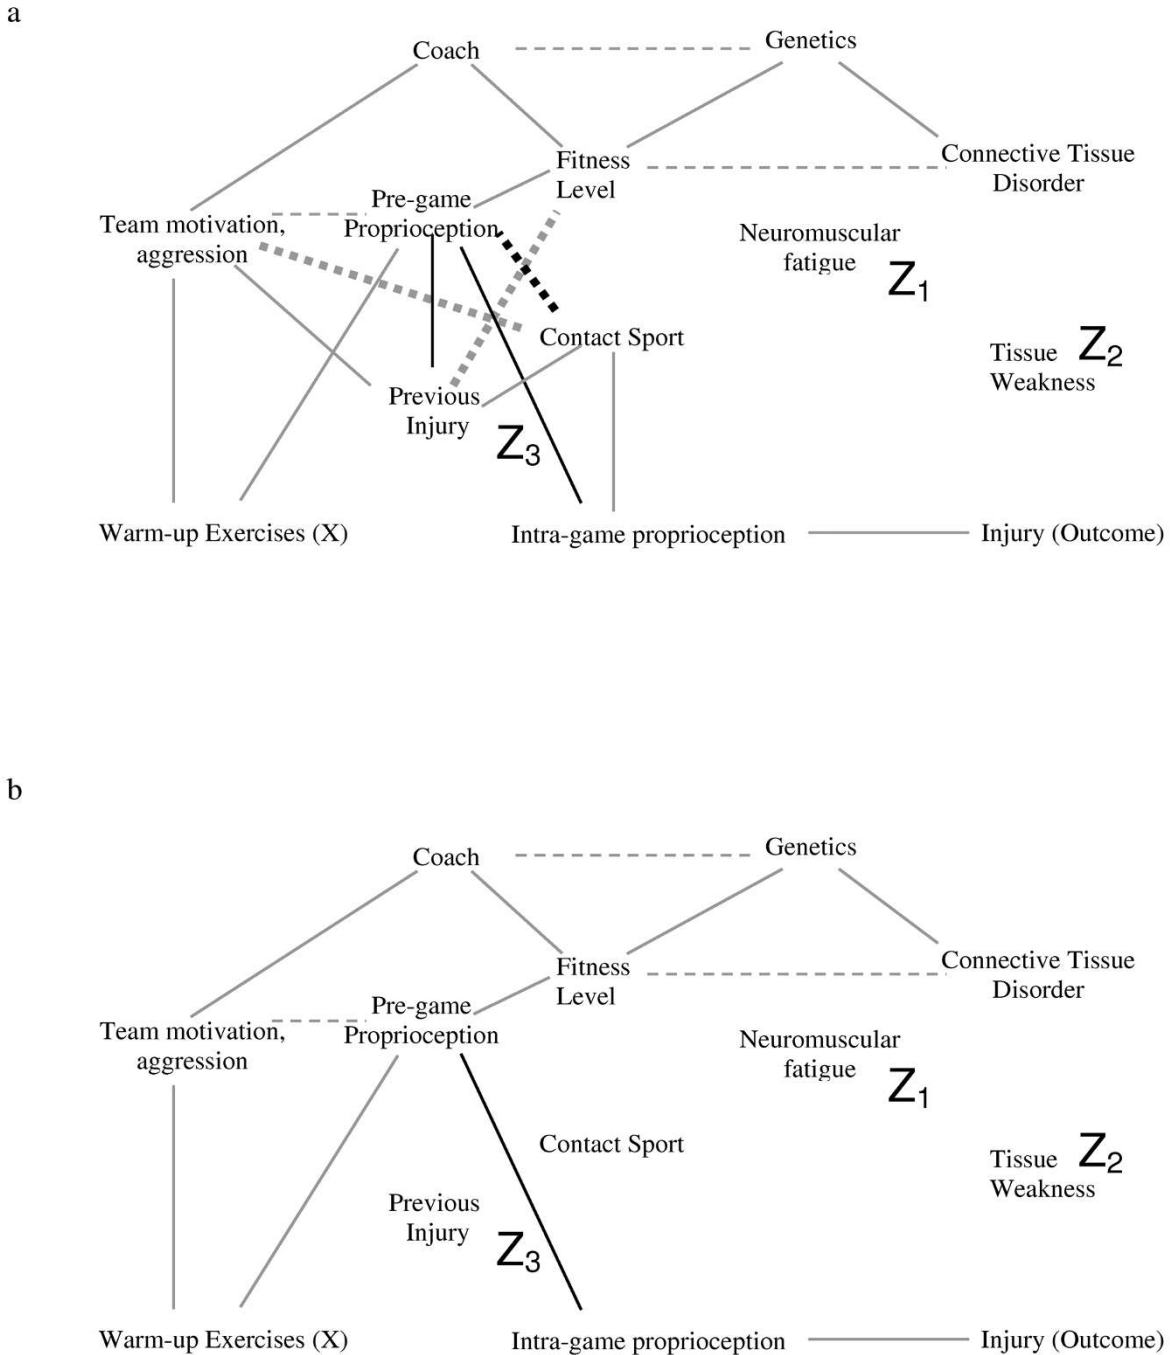 a
Coach
Genetics
Fitness
Level
Connective Tissue
Disorder
Pre-game
Proprioception
Team motivation,
aggression
Neuromuscular
fatigue
Z1
Contact Sport
Tissue
Weakness
Z2
Previous
Injury
Z3
Warm-up Exercises (X)
Intra-game proprioception
Injury (Outcome)
b
Coach
Genetics
Fitness
Level
Connective Tissue
Disorder
Pre-game
Proprioception
Team motivation,
aggression
Neuromuscular
fatigue
Z1
Contact Sport
Tissue
Weakness
Z2
Previous
Injury
Z3
Warm-up Exercises (X)
Intra-game proprioception
Injury (Outcome)